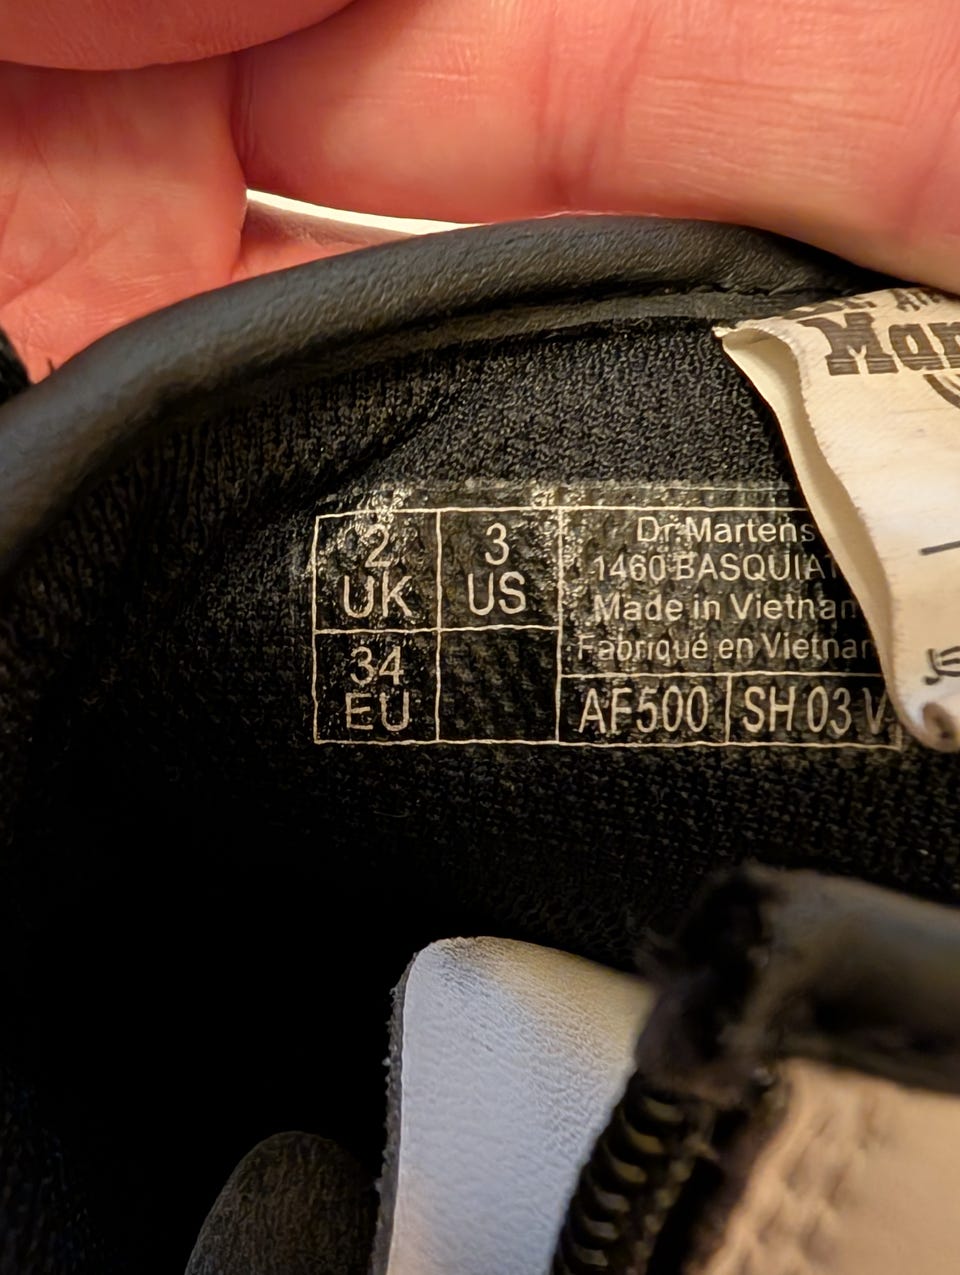 2
UK
3
US
34
EU
Dr. Martens
1460 BASQUIAT
Made in Vietnam
Fabriqué en Vietnam
AF500
SH 03 V